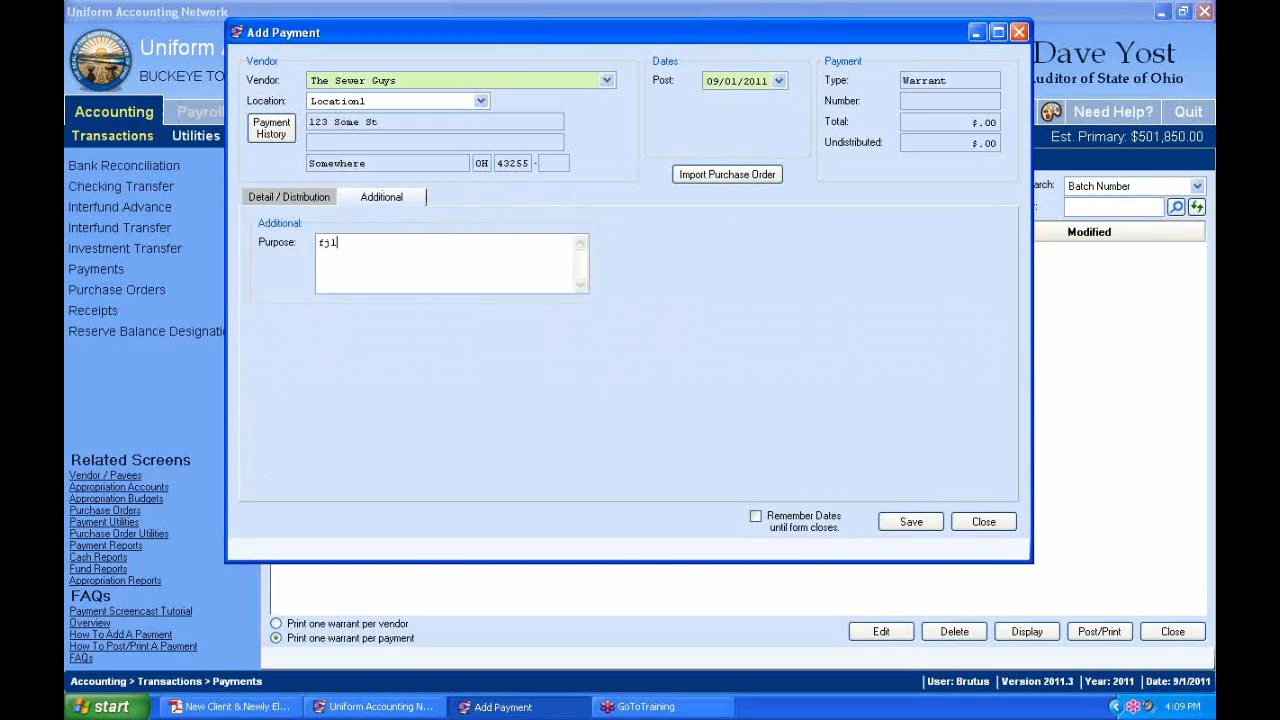 Uniform Accounting Network
Uniform A
BUCKEYE TO
Dave Yost
Auditor of State of Ohio
Accounting
Payroll
Need Help?
Quit
Transactions
Utilities
Est. Primary: $501,850.00
Bank Reconciliation
Checking Transfer
Interfund Advance
Interfund Transfer
Investment Transfer
Payments
Purchase Orders
Receipts
Reserve Balance Designati
Related Screens
Vendor / Payees
Appropriation Accounts
Appropriation Budgets
Purchase Orders
Payment Utilities
Purchase Order Utilities
Payment Reports
Cash Reports
Fund Reports
Appropriation Reports
FAQs
Payment Screencast Tutorial
Overview
How To Add A Payment
How To Post/Print A Payment
FAQs
Add Payment
Vendor
Vendor: The Sewer Guys
Location: Location1
Payment History
123 Some St
Somewhere OH 43255 -
Dates
Post: 09/01/2011
Import Purchase Order
Payment
Type: Warrant
Number:
Total: $.00
Undistributed: $.00
Detail / Distribution
Additional
Additional:
Purpose: fjl
Remember Dates
until form closes.
Save
Close
arch: Batch Number
r:
Modified
Print one warrant per vendor
Print one warrant per payment
Edit
Delete
Display
Post/Print
Close
Accounting > Transactions > Payments
User: Brutus
Version 2011.3
Year: 2011
Date: 9/1/2011
start
New Client & Newly El...
Uniform Accounting N...
Add Payment
GoToTraining
4:09 PM